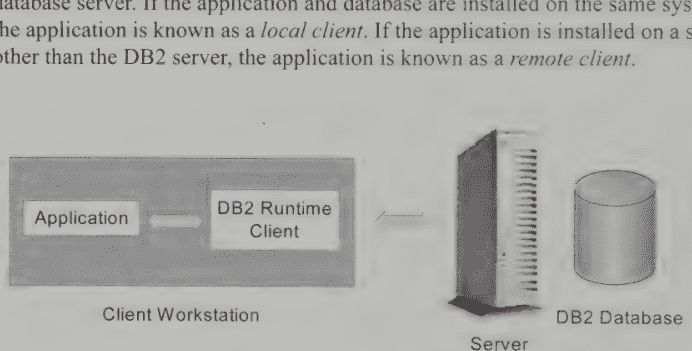 database server. If the application and database are installed on the same sys
he application is known as a local client. If the application is installed on a s
other than the DB2 server, the application is known as a remote client.
Application
DB2 Runtime
Client
Client Workstation
DB2 Database
Server